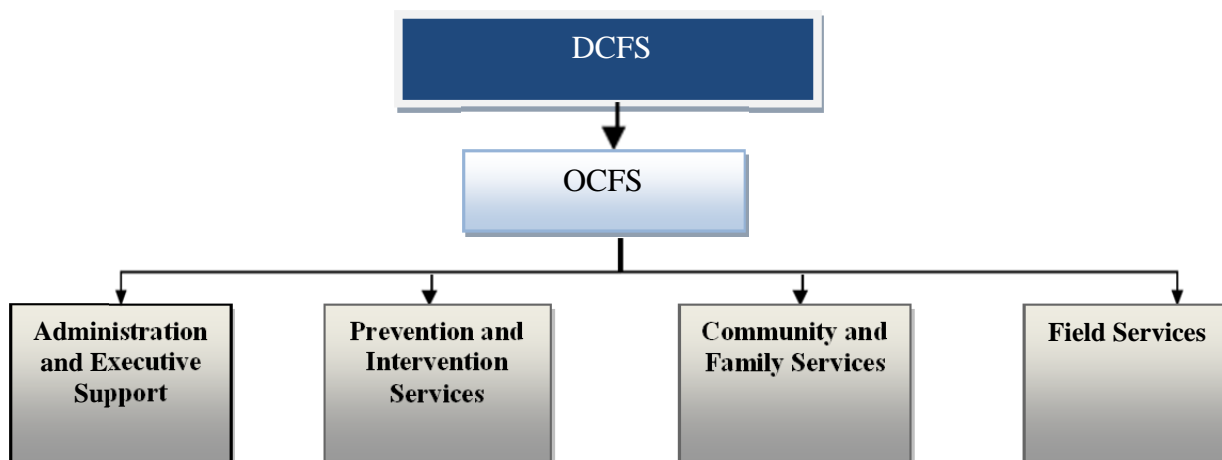 DCFS
OCFS
Administration
and Executive
Support
Prevention and
Intervention
Services
Community and
Family Services
Field Services